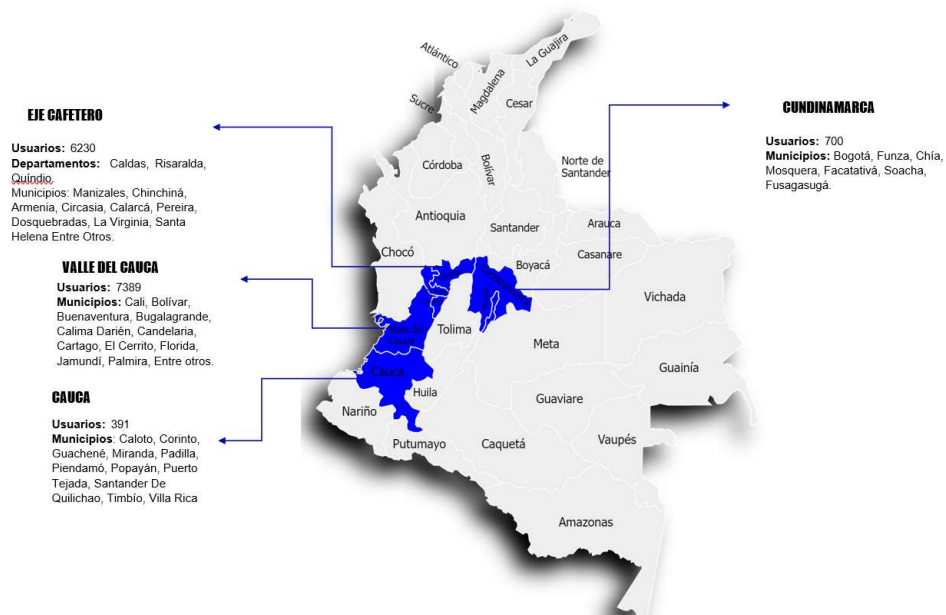 EJE CAFETERO
Usuarios: 6230
Departamentos: Caldas, Risaralda,
Quíndio,
Municipios: Manizales, Chinchiná,
Armenia, Circasia, Calarcá, Pereira,
Dosquebradas, La Virginia, Santa
Helena Entre Otros.
VALLE DEL CAUCA
Usuarios: 7389
Municipios: Cali, Bolívar,
Buenaventura, Bugalagrande,
Calima Darién, Candelaria,
Cartago, El Cerrito, Florida,
Jamundí, Palmira, Entre otros.
CAUCA
Usuarios: 391
Municipios: Caloto, Corinto,
Guachené, Miranda, Padilla,
Piendamó, Popayán, Puerto
Tejada, Santander De
Quilichao, Timbío, Villa Rica
CUNDINAMARCA
Usuarios: 700
Municipios: Bogotá, Funza, Chía,
Mosquera, Facatativá, Soacha,
Fusagasugá.
Atlántico
La Guajira
Magdalena
Sucre
Cesar
Bolívar
Norte de
Santander
Córdoba
Antioquia
Santander
Arauca
Chocó
Boyacá
Casanare
Vichada
Valle del
Cauca
Tolima
Meta
Guainía
Cauca
Huila
Guaviare
Nariño
Vaupés
Putumayo
Caquetá
Amazonas